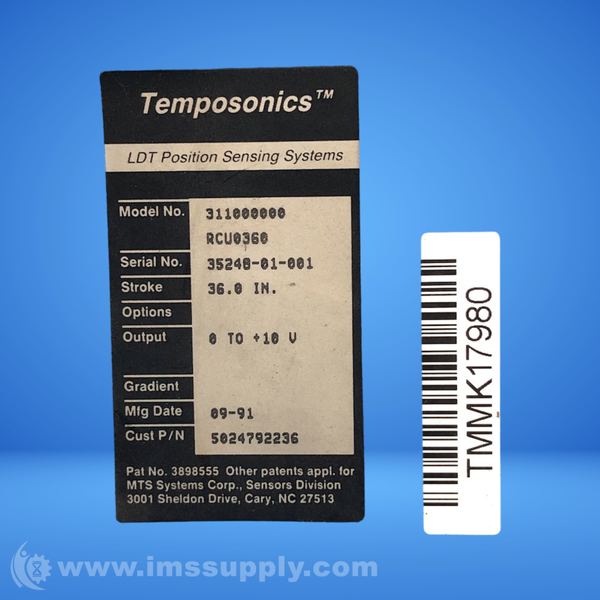 Temposonics™
LDT Position Sensing Systems
Model No. 311000000
RCU0360
Serial No. 35248-01-001
Stroke 36.0 IN.
Options
Output 0 TO +10 V
Gradient
Mfg Date 09-91
Cust P/N 5024792236
Pat No. 3898555 Other patents appl. for
MTS Systems Corp., Sensors Division
3001 Sheldon Drive, Cary, NC 27513
TMMK17980
www.imssupply.com